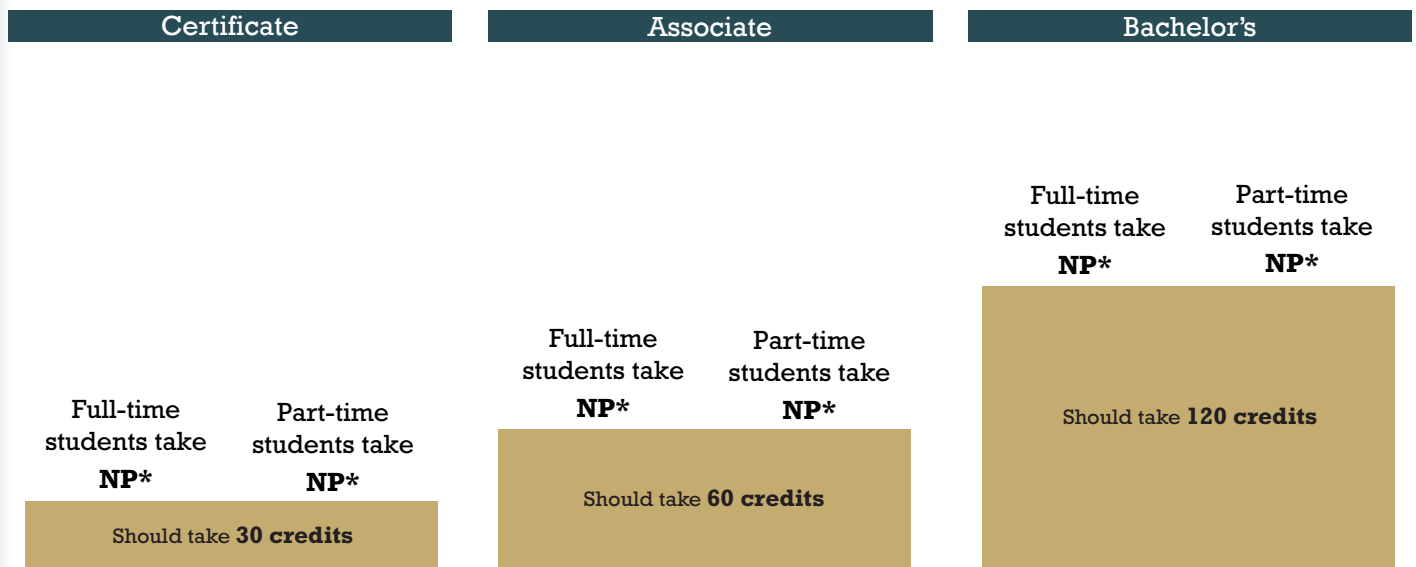 Certificate
Full-time
students take
NP*
Part-time
students take
NP*
Should take 30 credits
Associate
Full-time
students take
NP*
Part-time
students take
NP*
Should take 60 credits
Bachelor's
Full-time
students take
NP*
Part-time
students take
NP*
Should take 120 credits